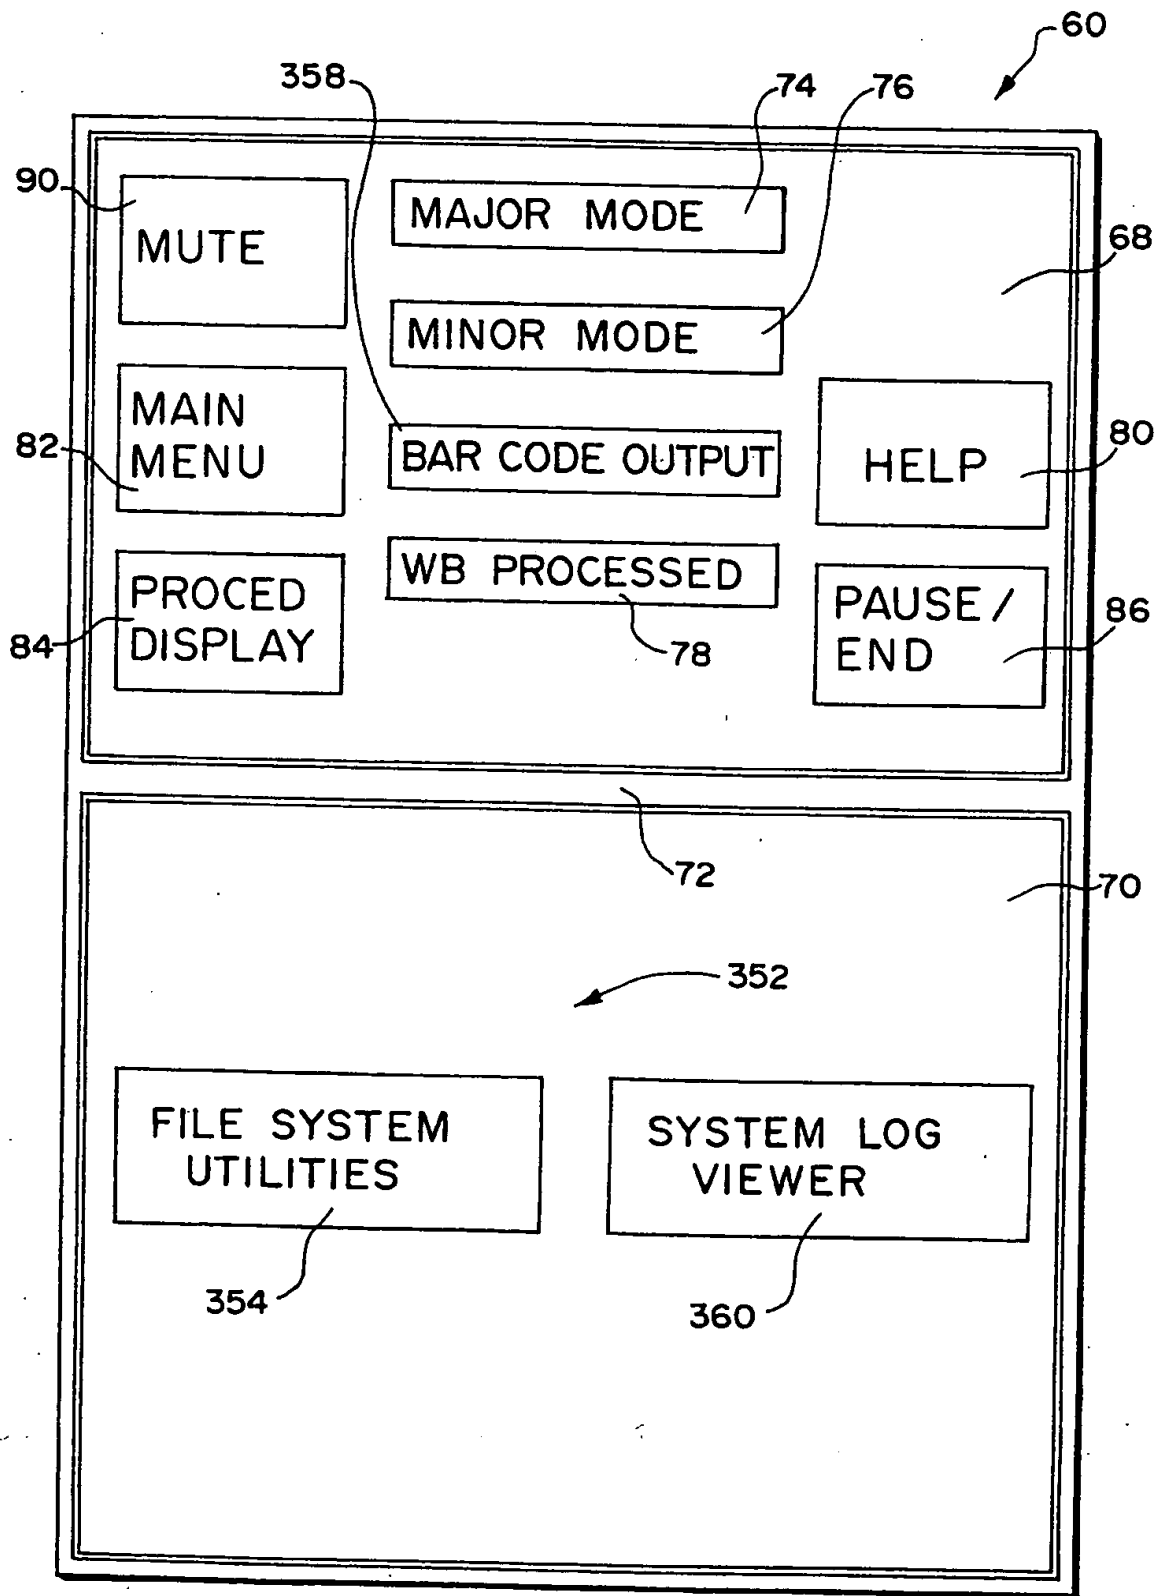 60
358
74
76
90
MUTE
MAJOR MODE
68
MINOR MODE
MAIN
MENU
82
BAR CODE OUTPUT
HELP
80
PROCED
DISPLAY
84
WB PROCESSED
78
PAUSE /
END
86
72
70
352
FILE SYSTEM
UTILITIES
354
SYSTEM LOG
VIEWER
360